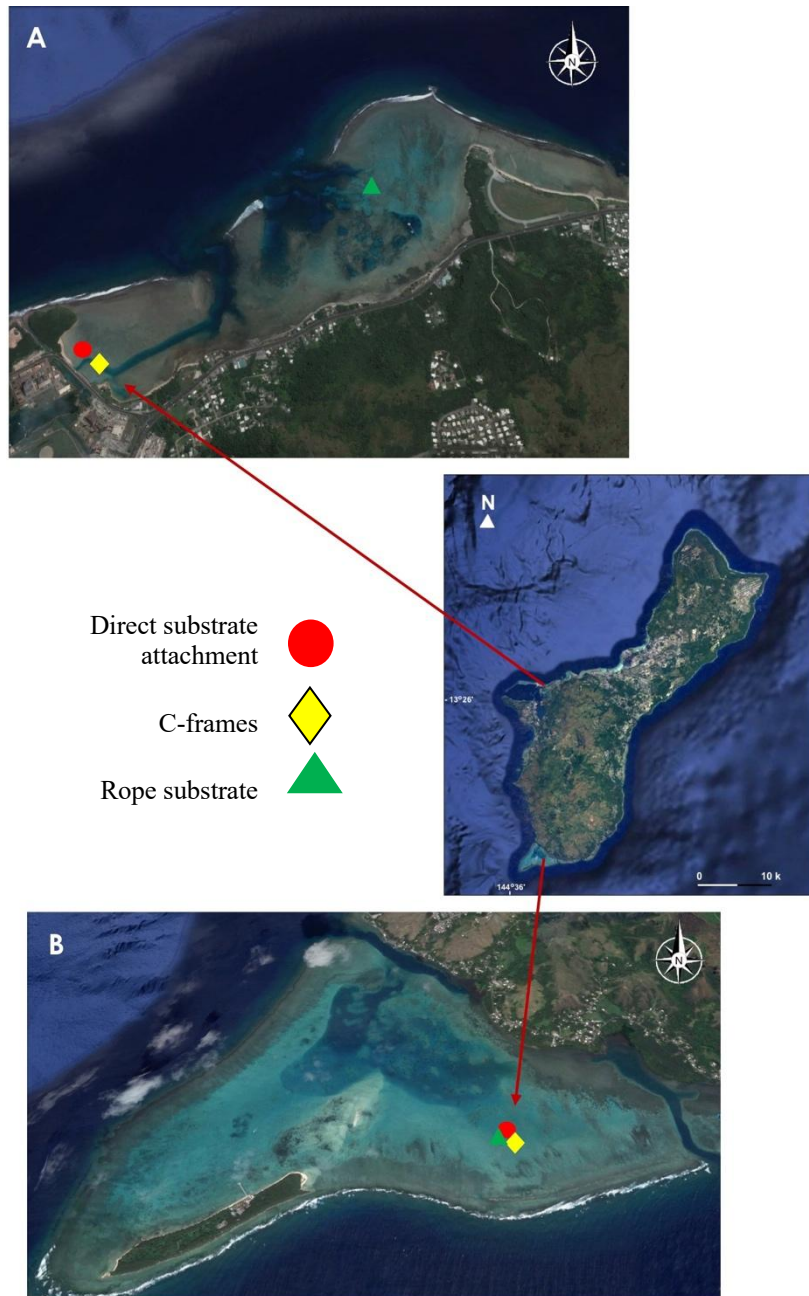 A
N
N
Direct substrate
attachment
C-frames
Rope substrate
- 13°26'
0 10 k
144°36'
B
N